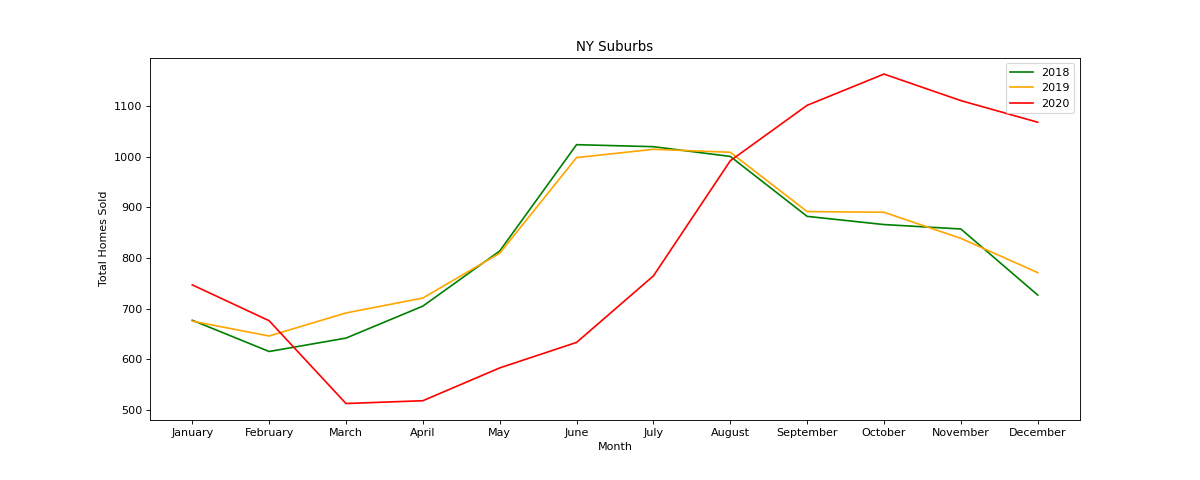 NY Suburbs
2018
2019
2020
Total Homes Sold
1100
1000
900
800
700
600
500
January February March April May June July August September October November December
Month